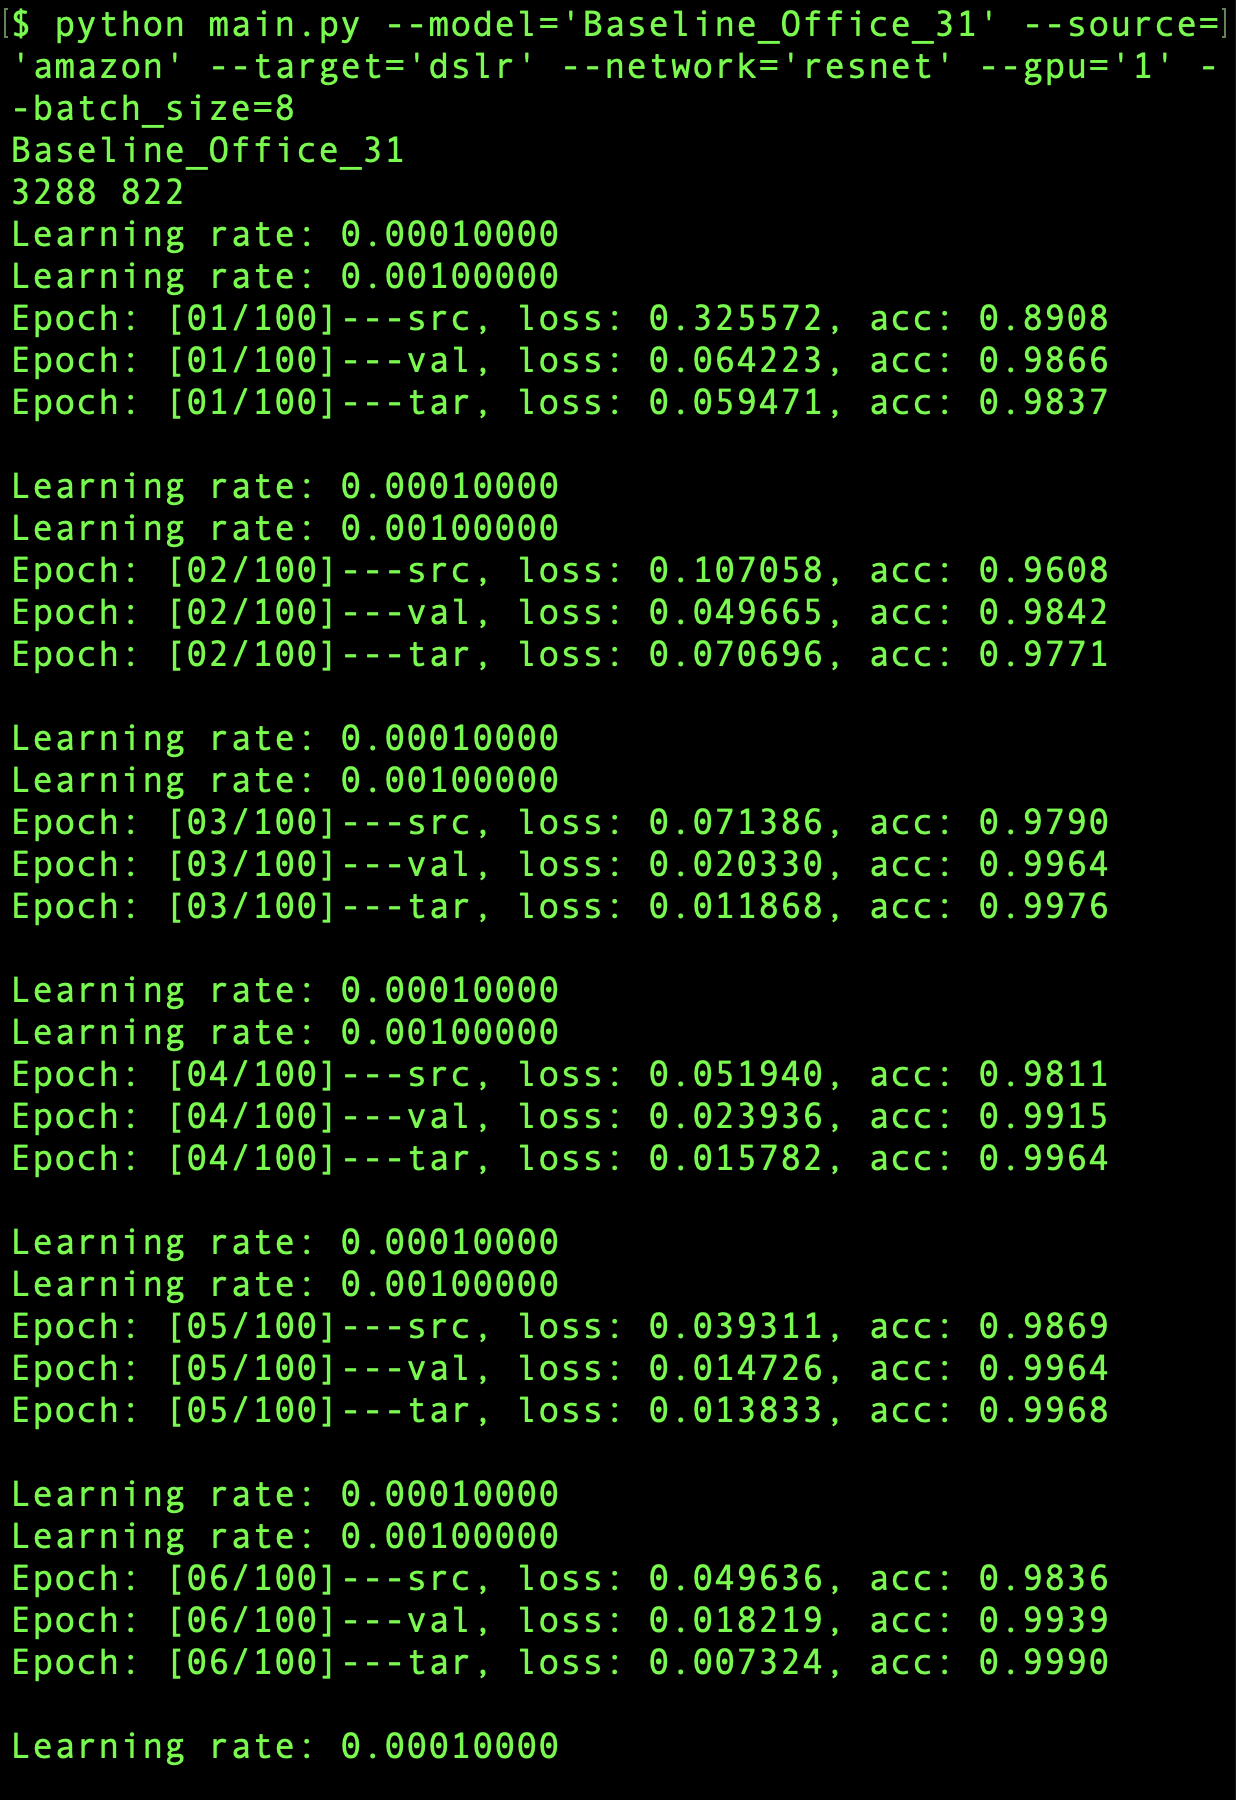 [$ python main.py --model='Baseline_Office_31' --source=]
'amazon' --target='dslr' --network='resnet' --gpu='1' -
-batch_size=8
Baseline_Office_31
3288 822
Learning rate: 0.00010000
Learning rate: 0.00100000
Epoch: [01/100]---src, loss: 0.325572, acc: 0.8908
Epoch: [01/100]---val, loss: 0.064223, acc: 0.9866
Epoch: [01/100]---tar, loss: 0.059471, acc: 0.9837

Learning rate: 0.00010000
Learning rate: 0.00100000
Epoch: [02/100]---src, loss: 0.107058, acc: 0.9608
Epoch: [02/100]---val, loss: 0.049665, acc: 0.9842
Epoch: [02/100]---tar, loss: 0.070696, acc: 0.9771

Learning rate: 0.00010000
Learning rate: 0.00100000
Epoch: [03/100]---src, loss: 0.071386, acc: 0.9790
Epoch: [03/100]---val, loss: 0.020330, acc: 0.9964
Epoch: [03/100]---tar, loss: 0.011868, acc: 0.9976

Learning rate: 0.00010000
Learning rate: 0.00100000
Epoch: [04/100]---src, loss: 0.051940, acc: 0.9811
Epoch: [04/100]---val, loss: 0.023936, acc: 0.9915
Epoch: [04/100]---tar, loss: 0.015782, acc: 0.9964

Learning rate: 0.00010000
Learning rate: 0.00100000
Epoch: [05/100]---src, loss: 0.039311, acc: 0.9869
Epoch: [05/100]---val, loss: 0.014726, acc: 0.9964
Epoch: [05/100]---tar, loss: 0.013833, acc: 0.9968

Learning rate: 0.00010000
Learning rate: 0.00100000
Epoch: [06/100]---src, loss: 0.049636, acc: 0.9836
Epoch: [06/100]---val, loss: 0.018219, acc: 0.9939
Epoch: [06/100]---tar, loss: 0.007324, acc: 0.9990

Learning rate: 0.00010000